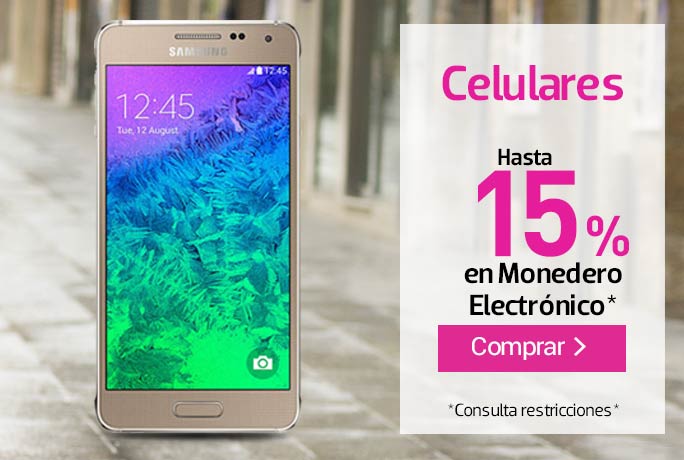 SAMSUNG
12:45
12:45
Tue, 12 August
Celulares
Hasta
15%
en Monedero
Electrónico*
Comprar >
*Consulta restricciones*